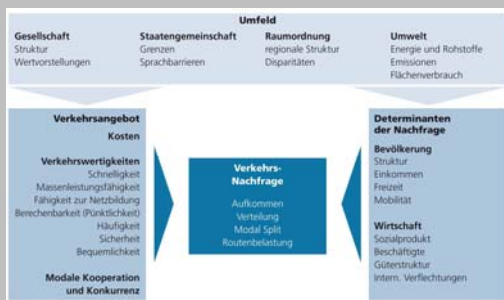 Umfeld
Gesellschaft
Struktur
Wertvorstellungen
Staatengemeinschaft
Grenzen
Sprachbarrieren
Raumordnung
regionale Struktur
Disparitäten
Umwelt
Energie und Rohstoffe
Emissionen
Flächenverbrauch
Verkehrsangebot
Kosten
Verkehrswertigkeiten
Schnelligkeit
Massenleistungsfähigkeit
Fähigkeit zur Netzbildung
Berechenbarkeit (Pünktlichkeit)
Häufigkeit
Sicherheit
Bequemlichkeit
Modale Kooperation
und Konkurrenz
Verkehrs-
Nachfrage
Aufkommen
Verteilung
Modal Split
Routenbelastung
Determinanten
der Nachfrage
Bevölkerung
Struktur
Einkommen
Freizeit
Mobilität
Wirtschaft
Sozialprodukt
Beschäftigte
Güterstruktur
Intern. Verflechtungen